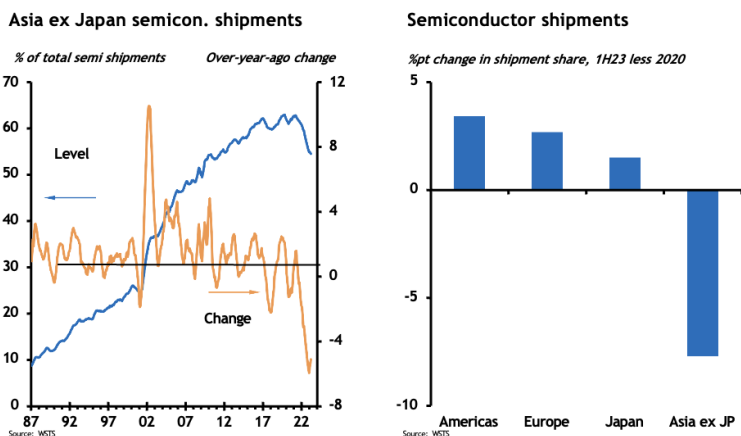 Asia ex Japan semicon. shipments
% of total semi shipments
Over-year-ago change
70
60
50
40
30
20
10
0
12
8
4
0
-4
-8
Level
Change
87 92 97 02 07 12 17 22
Source: WSTS
Semiconductor shipments
%pt change in shipment share, 1H23 less 2020
5
0
-5
-10
Americas Europe Japan Asia ex JP
Source: WSTS